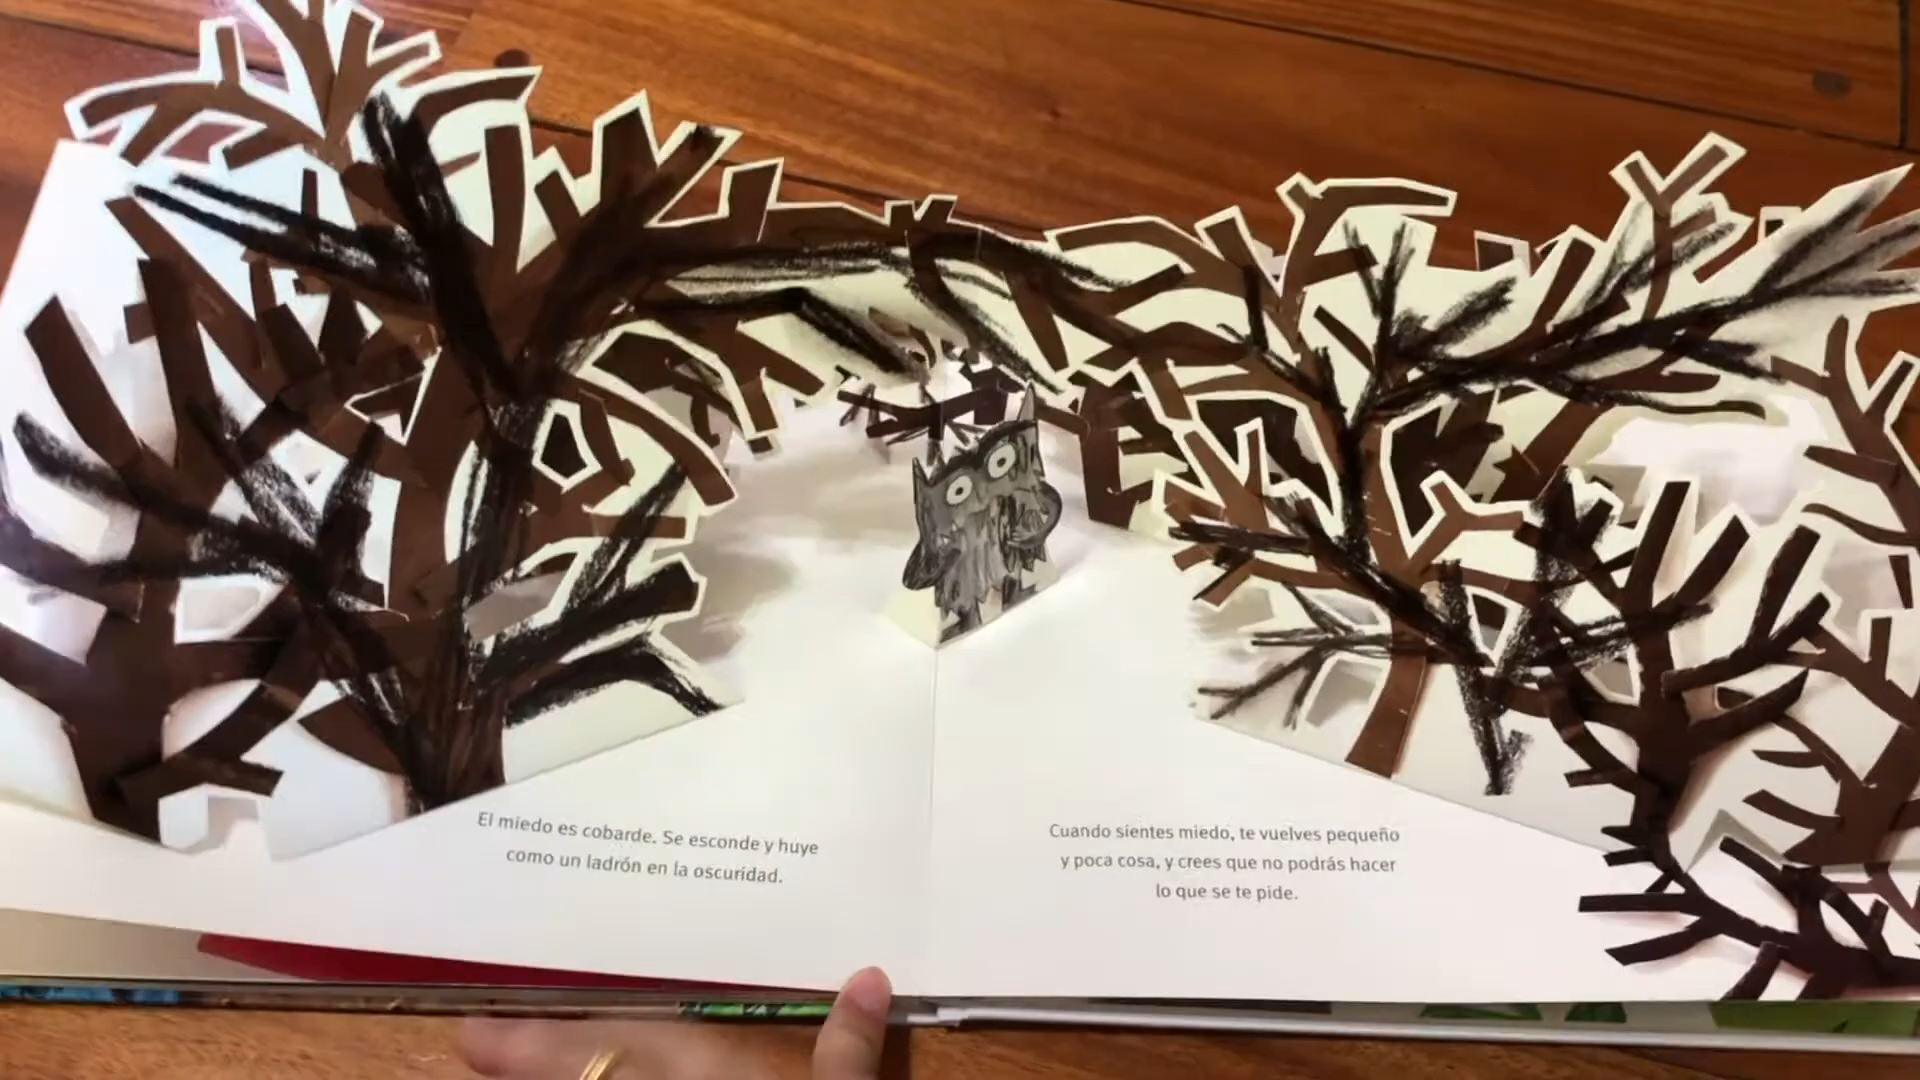 El miedo es cobarde. Se esconde y huye
como un ladrón en la oscuridad.
Cuando sientes miedo, te vuelves pequeño
y poca cosa, y crees que no podrás hacer
lo que se te pide.